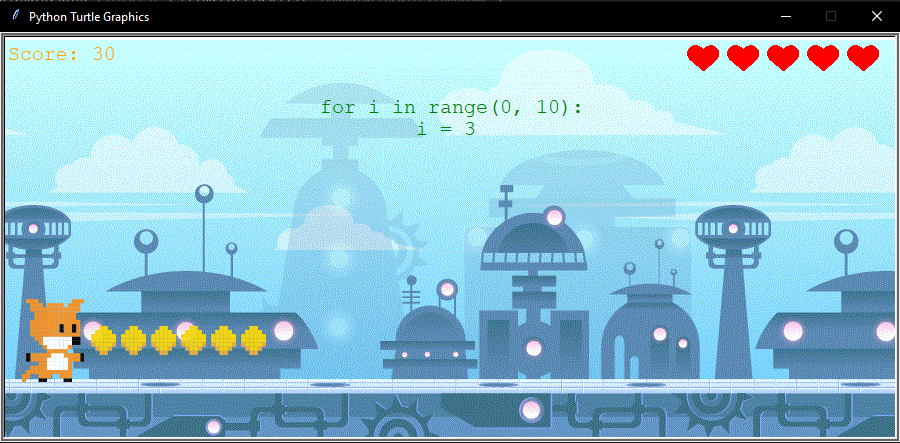 Python Turtle Graphics
Score: 30
for i in range(0, 10):
i = 3